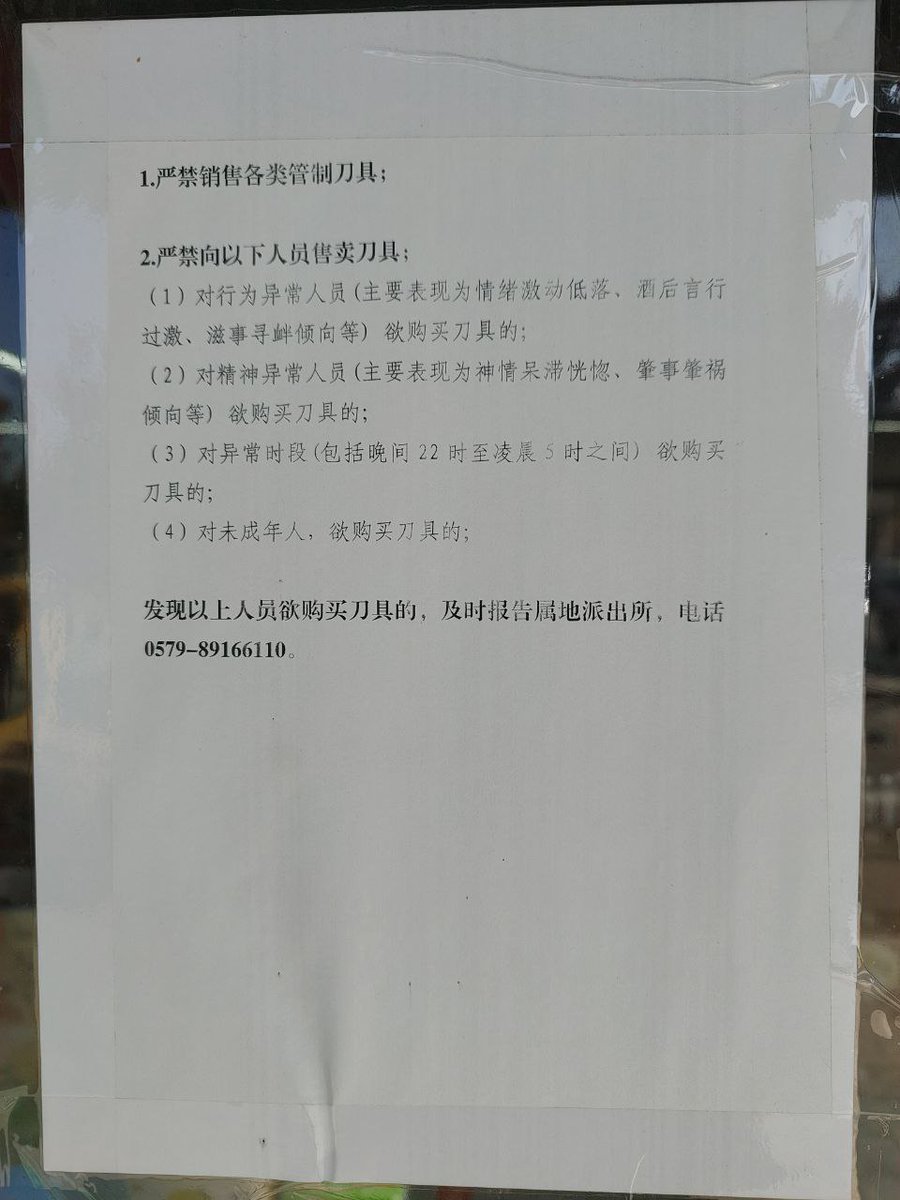 1.严禁销售各类管制刀具；
2.严禁向以下人员售卖刀具；
（1）对行为异常人员(主要表现为情绪激动低落、酒后言行
过激、滋事寻衅倾向等）欲购买刀具的；
（2）对精神异常人员(主要表现为神情呆滞恍惚、肇事肇祸
倾向等）欲购买刀具的；
（3）对异常时段(包括晚间 22 时至凌晨 5 时之间）欲购买
刀具的；
（4）对未成年人，欲购买刀具的；
发现以上人员欲购买刀具的，及时报告属地派出所，电话
0579-89166110。